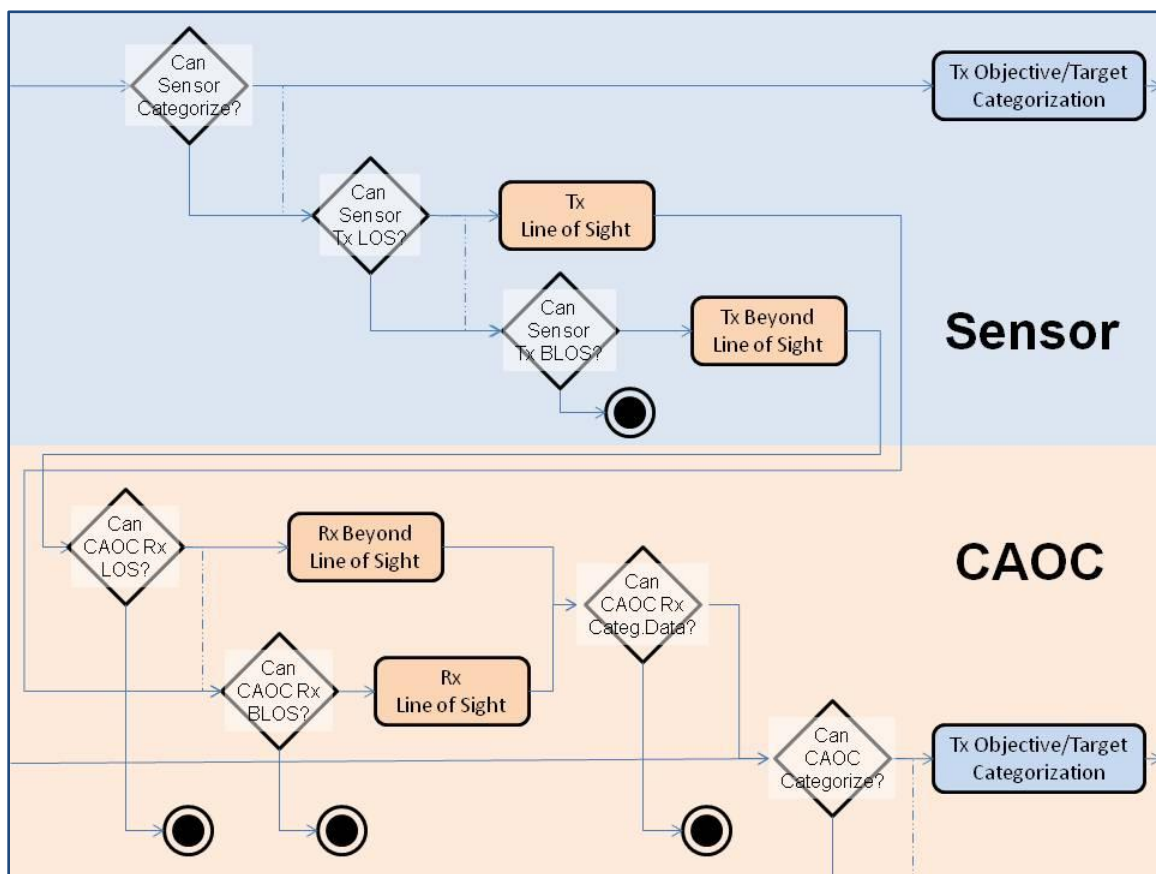 Can
Sensor
Categorize?
Tx Objective/Target
Categorization
Can
Sensor
Tx LOS?
Tx
Line of Sight
Can
Sensor
Tx BLOS?
Tx Beyond
Line of Sight
Sensor
Can
CAOC Rx
LOS?
Rx Beyond
Line of Sight
Can
CAOC Rx
Categ.Data?
CAOC
Can
CAOC Rx
BLOS?
Rx
Line of Sight
Can
CAOC
Categorize?
Tx Objective/Target
Categorization